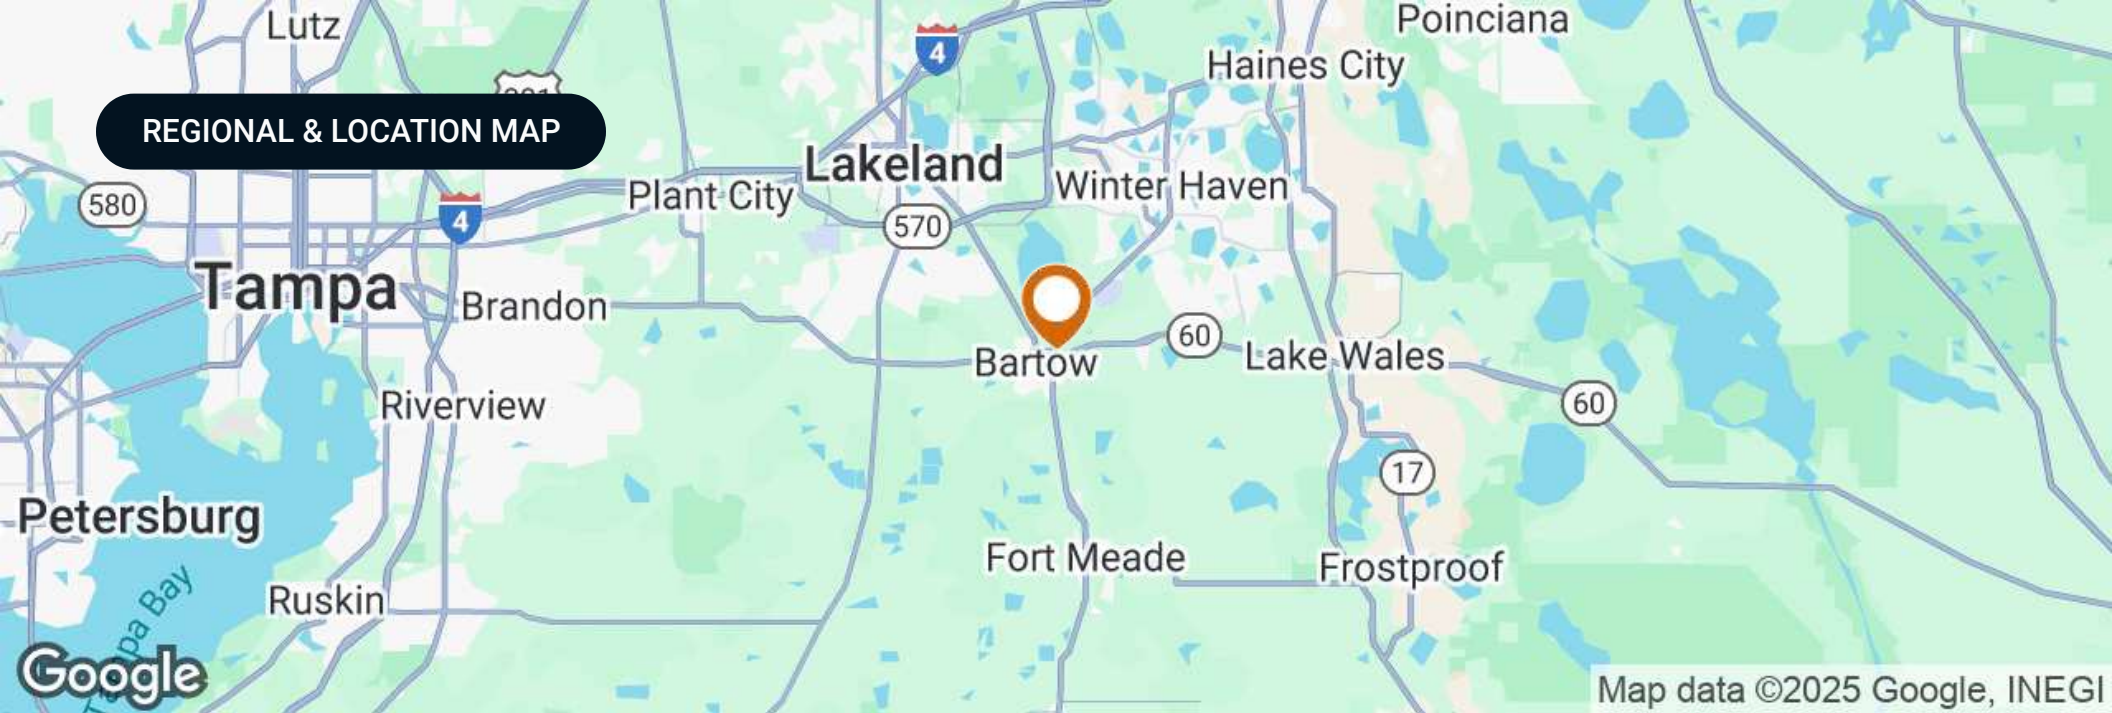 Lutz
Poinciana
4
Haines City
REGIONAL & LOCATION MAP
Lakeland
Plant City
Winter Haven
580
4
570
Tampa
Brandon
60
Bartow
Lake Wales
Riverview
60
17
Petersburg
Fort Meade
Frostproof
Ruskin
Tampa Bay
Google
Map data ©2025 Google, INEGI